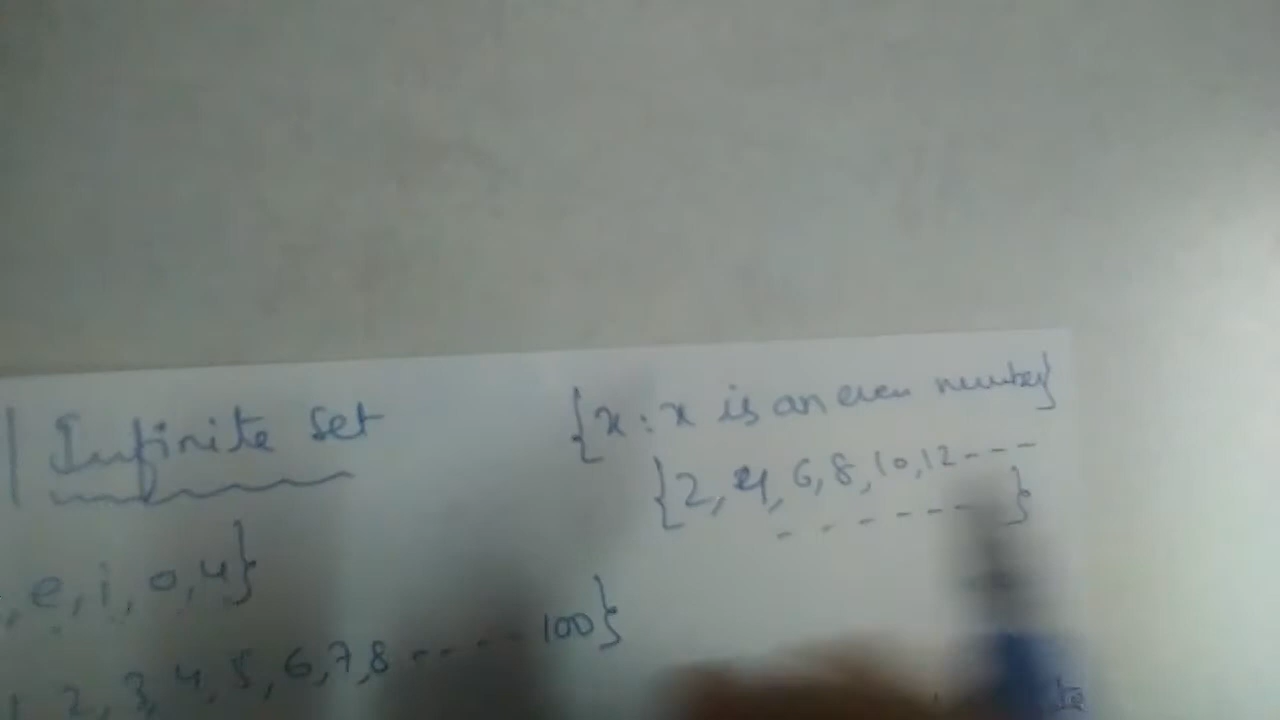 Infinite Set
{x : x is an even number}
{2, 4, 6, 8, 10, 12 - - -
- - - - - - }
, e, i, o, u}
1, 2, 3, 4, 5, 6, 7, 8 - - - - - 100}